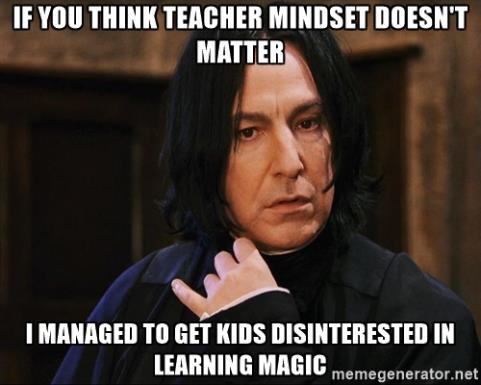 IF YOU THINK TEACHER MINDSET DOESN'T
MATTER
I MANAGED TO GET KIDS DISINTERESTED IN
LEARNING MAGIC
memegenerator.net